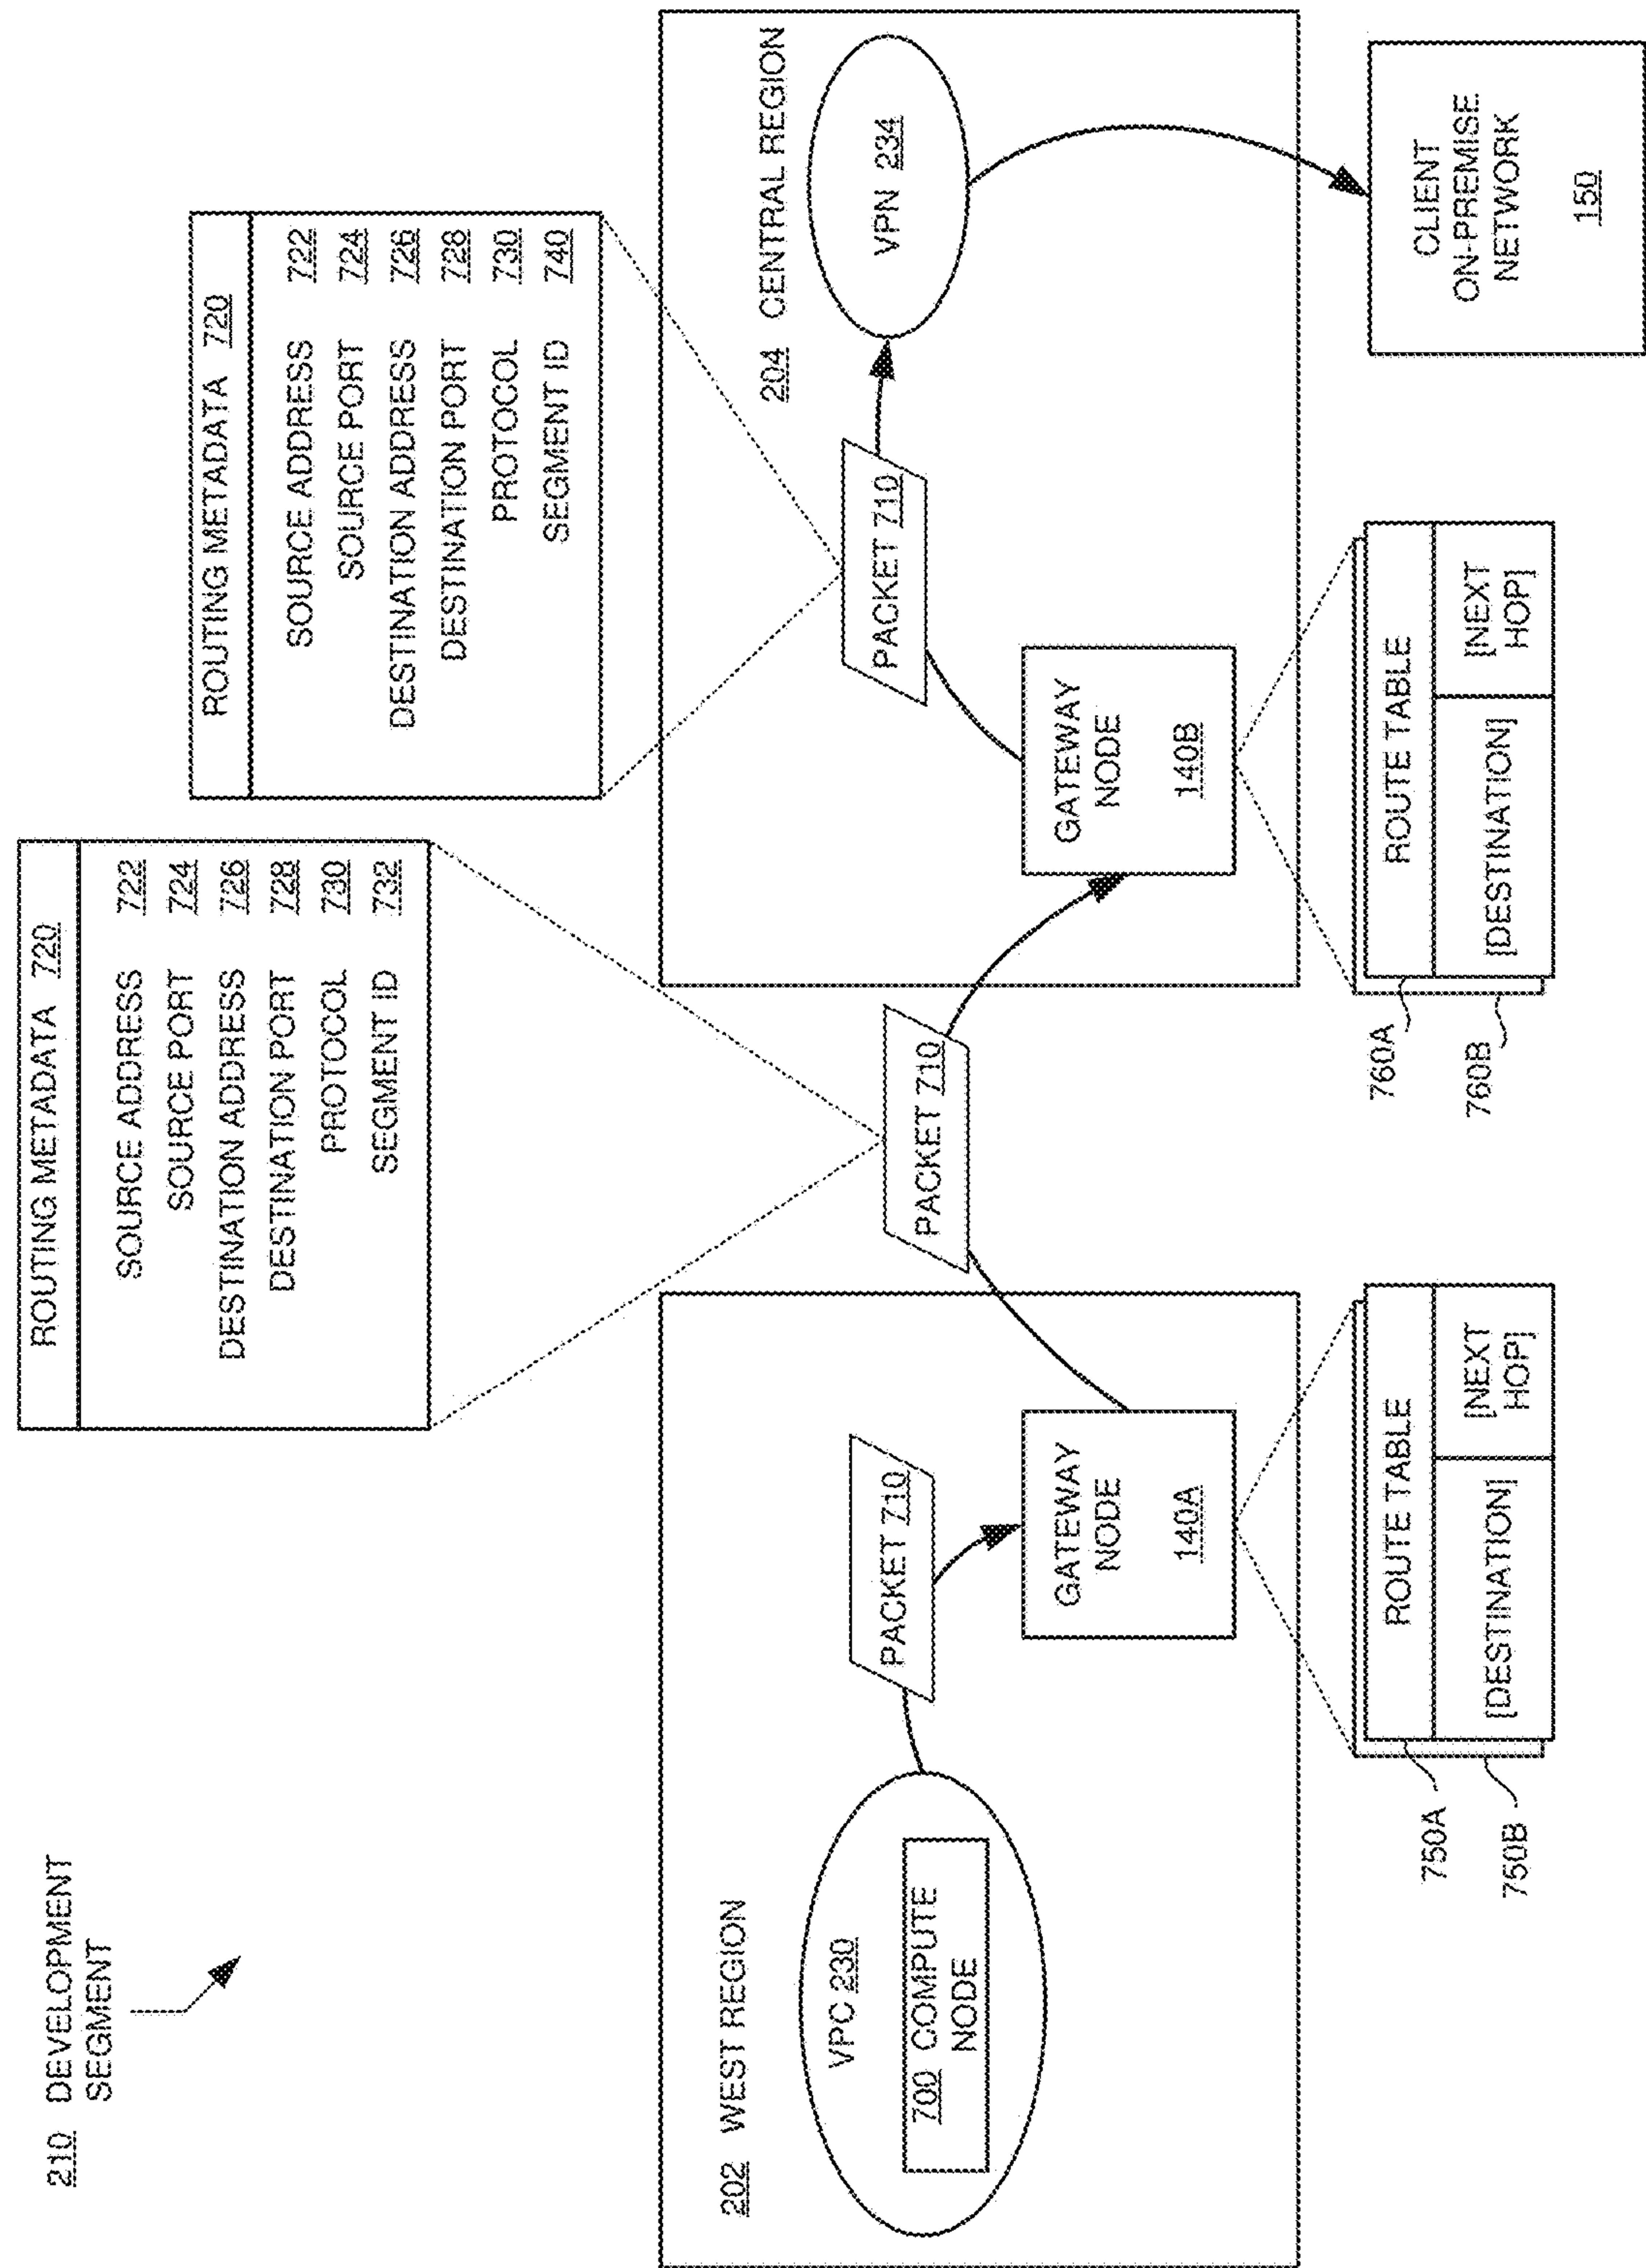 210 DEVELOPMENT
SEGMENT
ROUTING METADATA 720
SOURCE ADDRESS 722
SOURCE PORT 724
DESTINATION ADDRESS 726
DESTINATION PORT 728
PROTOCOL 730
SEGMENT ID 732
ROUTING METADATA 720
SOURCE ADDRESS 722
SOURCE PORT 724
DESTINATION ADDRESS 726
DESTINATION PORT 728
PROTOCOL 730
SEGMENT ID 740
202 WEST REGION
VPC 230
700 COMPUTE
NODE
PACKET 710
GATEWAY
NODE
140A
PACKET 710
204 CENTRAL REGION
PACKET 710
VPN 234
GATEWAY
NODE
140B
750A
750B
ROUTE TABLE
[DESTINATION]
[NEXT
HOP]
760A
760B
ROUTE TABLE
[DESTINATION]
[NEXT
HOP]
CLIENT
ON-PREMISE
NETWORK
150